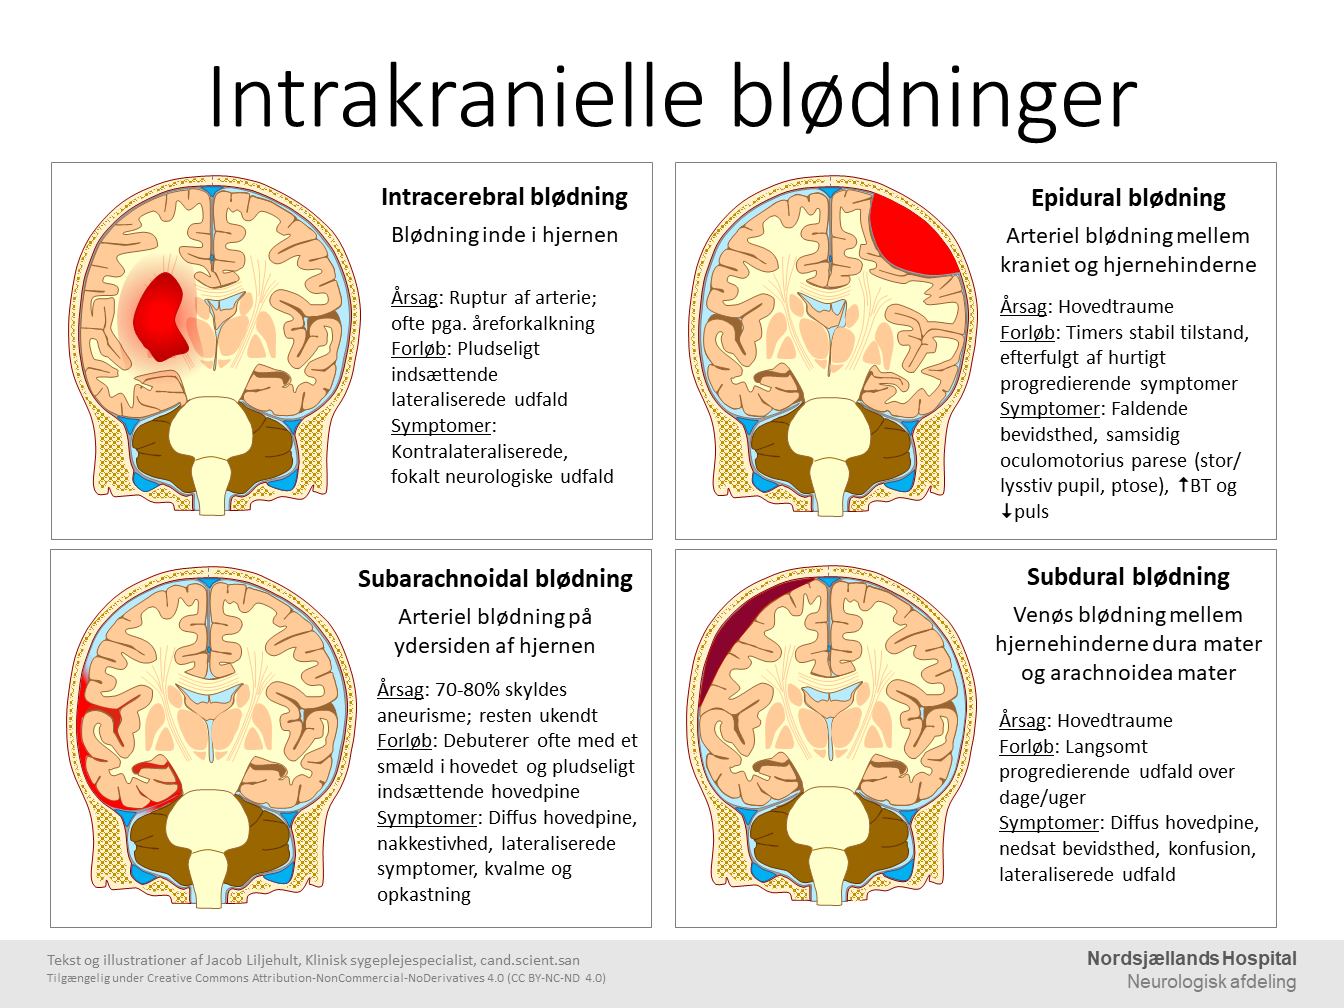 Intrakranielle blødninger
Intracerebral blødning
Blødning inde i hjernen
Årsag: Ruptur af arterie;
ofte pga. åreforkalkning
Forløb: Pludseligt
indsættende
lateraliserede udfald
Symptomer:
Kontralateraliserede,
fokalt neurologiske udfald
Epidural blødning
Arteriel blødning mellem
kraniet og hjernehinderne
Årsag: Hovedtraume
Forløb: Timers stabil tilstand,
efterfulgt af hurtigt
progredierende symptomer
Symptomer: Faldende
bevidsthed, samsidig
oculomotorius parese (stor/
lysstiv pupil, ptose), ↑BT og
↓puls
Subarachnoidal blødning
Arteriel blødning på
ydersiden af hjernen
Årsag: 70-80% skyldes
aneurisme; resten ukendt
Forløb: Debuterer ofte med et
smæld i hovedet og pludseligt
indsættende hovedpine
Symptomer: Diffus hovedpine,
nakkestivhed, lateraliserede
symptomer, kvalme og
opkastning
Subdural blødning
Venøs blødning mellem
hjernehinderne dura mater
og arachnoidea mater
Årsag: Hovedtraume
Forløb: Langsomt
progredierende udfald over
dage/uger
Symptomer: Diffus hovedpine,
nedsat bevidsthed, konfusion,
lateraliserede udfald
Tekst og illustrationer af Jacob Liljehult, Klinisk sygeplejespecialist, cand.scient.san
Tilgængelig under Creative Commons Attribution-NonCommercial-NoDerivatives 4.0 (CC BY-NC-ND 4.0)
Nordsjællands Hospital
Neurologisk afdeling